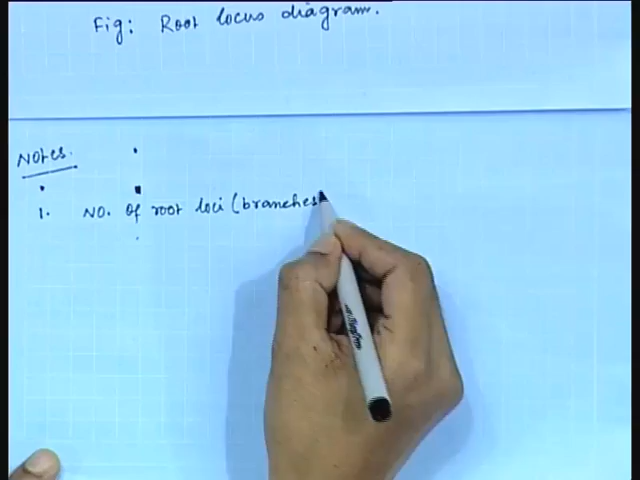 Fig: Root locus diagram.
Notes.
1. No. of root loci (branches